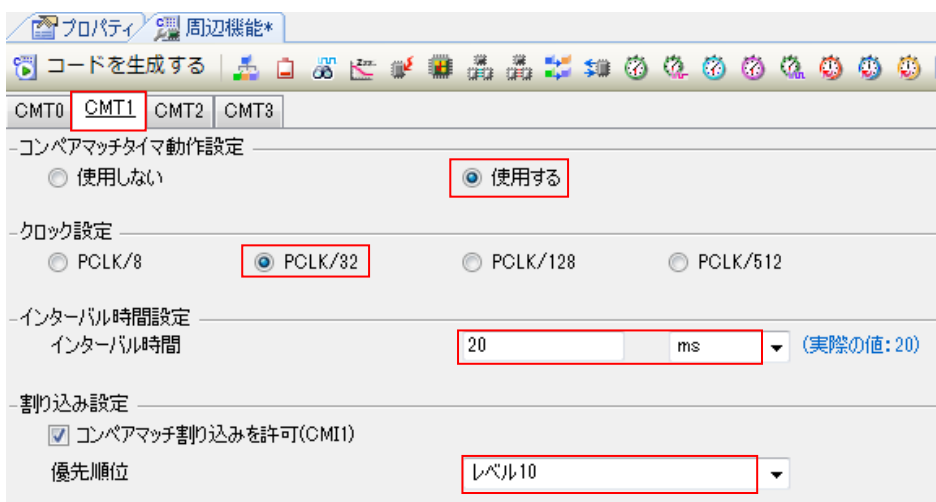 プロパティ 周辺機能*
コードを生成する
CMT0 CMT1 CMT2 CMT3
コンペアマッチタイマ動作設定
使用しない 使用する
クロック設定
PCLK/8 PCLK/32 PCLK/128 PCLK/512
インターバル時間設定
インターバル時間 20 ms (実際の値: 20)
割り込み設定
コンペアマッチ割り込みを許可(CMI1)
優先順位 レベル10